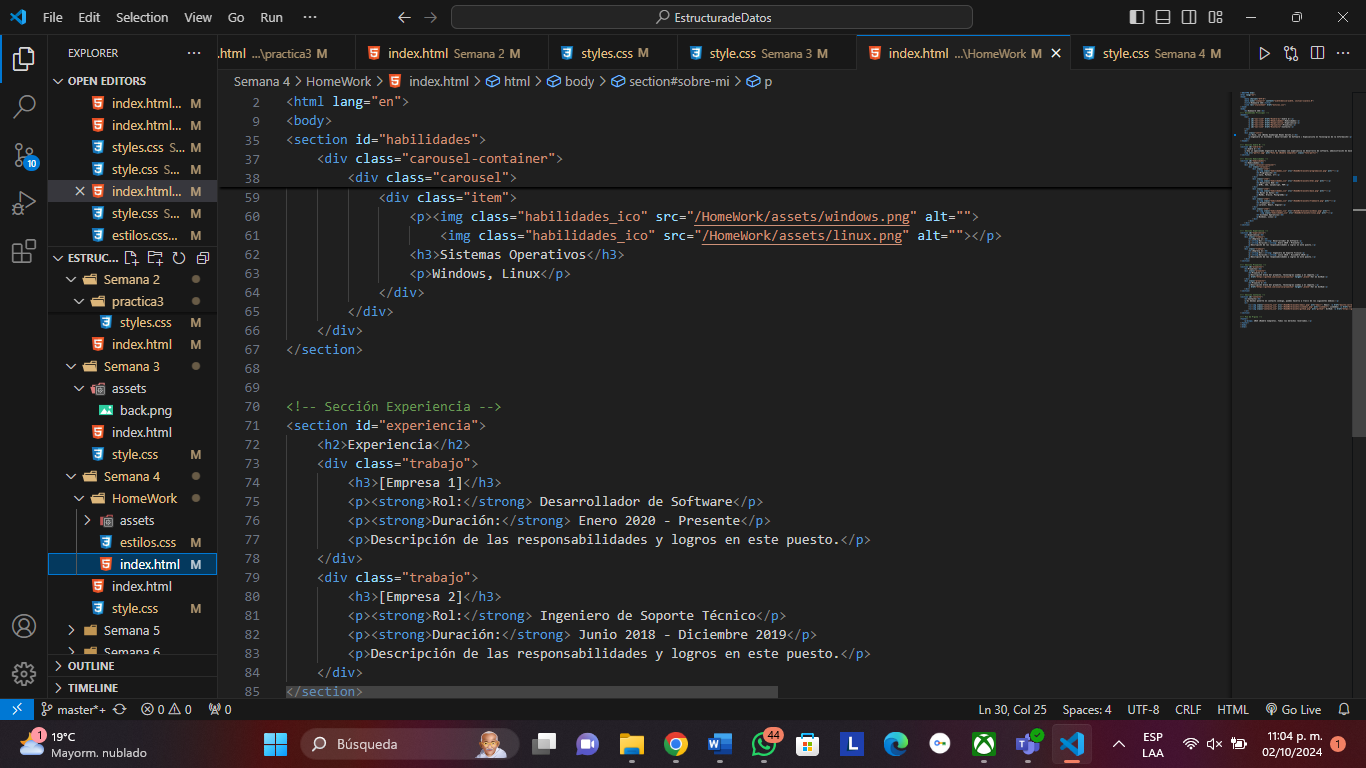 File Edit Selection View Go Run ··· EstructuradeDatos
EXPLORER ···
.html ...\practica3 M index.html Semana 2 M styles.css M style.css Semana 3 M index.html ...\HomeWork M style.css Semana 4 M
Semana 4 > HomeWork > index.html > html > body > section#sobre-mi > p
OPEN EDITORS
index.html... M
index.html... M
styles.css S... M
style.css S... M
index.html... M
style.css S... M
estilos.css... M
ESTRUC...
Semana 2
practica3
styles.css M
index.html M
Semana 3
assets
back.png
index.html
style.css M
Semana 4
HomeWork
assets
estilos.css M
index.html M
index.html
style.css M
Semana 5
Semana 6
OUTLINE
TIMELINE
10
2 <html lang="en">
9 <body>
35 <section id="habilidades">
37 <div class="carousel-container">
38 <div class="carousel">
59 <div class="item">
60 <p><img class="habilidades_ico" src="/HomeWork/assets/windows.png" alt="">
61 <img class="habilidades_ico" src="/HomeWork/assets/linux.png" alt=""></p>
62 <h3>Sistemas Operativos</h3>
63 <p>Windows, Linux</p>
64 </div>
65 </div>
66 </div>
67 </section>
68
69
70 <!-- Sección Experiencia -->
71 <section id="experiencia">
72 <h2>Experiencia</h2>
73 <div class="trabajo">
74 <h3>[Empresa 1]</h3>
75 <p><strong>Rol:</strong> Desarrollador de Software</p>
76 <p><strong>Duración:</strong> Enero 2020 - Presente</p>
77 <p>Descripción de las responsabilidades y logros en este puesto.</p>
78 </div>
79 <div class="trabajo">
80 <h3>[Empresa 2]</h3>
81 <p><strong>Rol:</strong> Ingeniero de Soporte Técnico</p>
82 <p><strong>Duración:</strong> Junio 2018 - Diciembre 2019</p>
83 <p>Descripción de las responsabilidades y logros en este puesto.</p>
84 </div>
85 </section>
master*+ 0 0 0 Ln 30, Col 25 Spaces: 4 UTF-8 CRLF HTML Go Live
1 19°C
Mayorm. nublado
Búsqueda
44
L
ESP
LAA
11:04 p. m.
02/10/2024
1